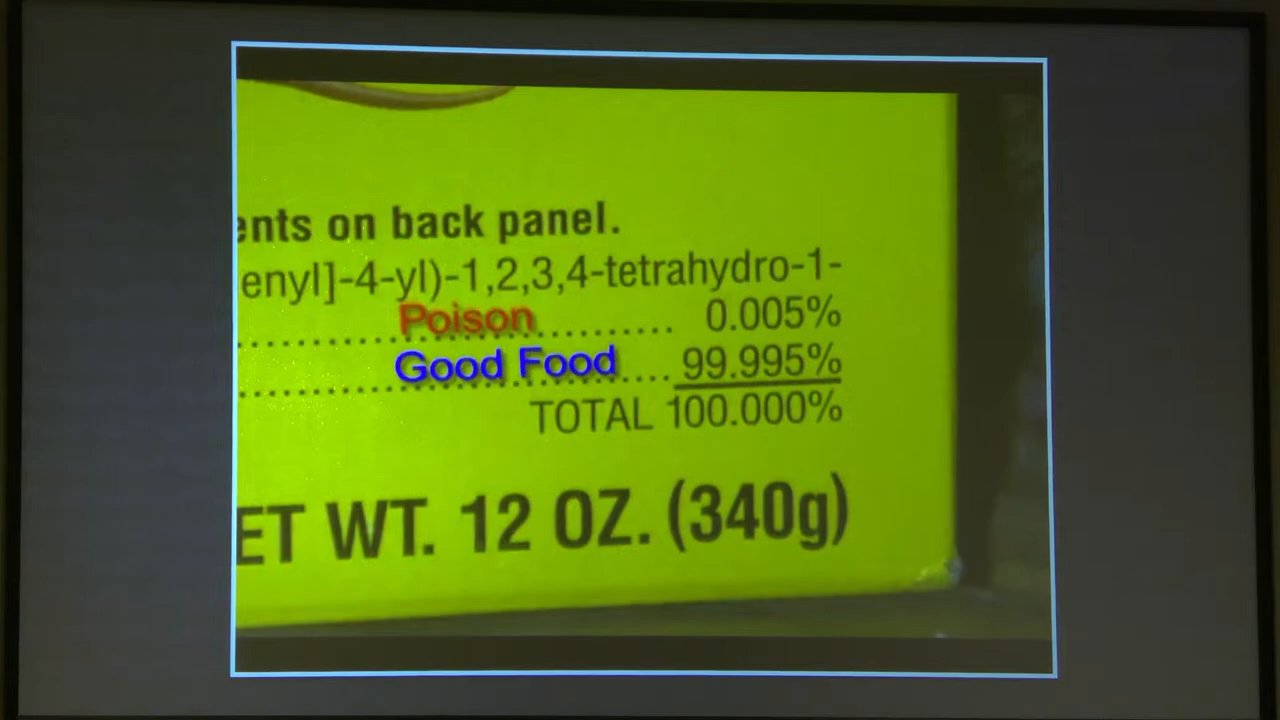 ents on back panel.
enyl]-4-yl)-1,2,3,4-tetrahydro-1-
Poison.......... 0.005%
Good Food.... 99.995%
TOTAL 100.000%
ET WT. 12 OZ. (340g)